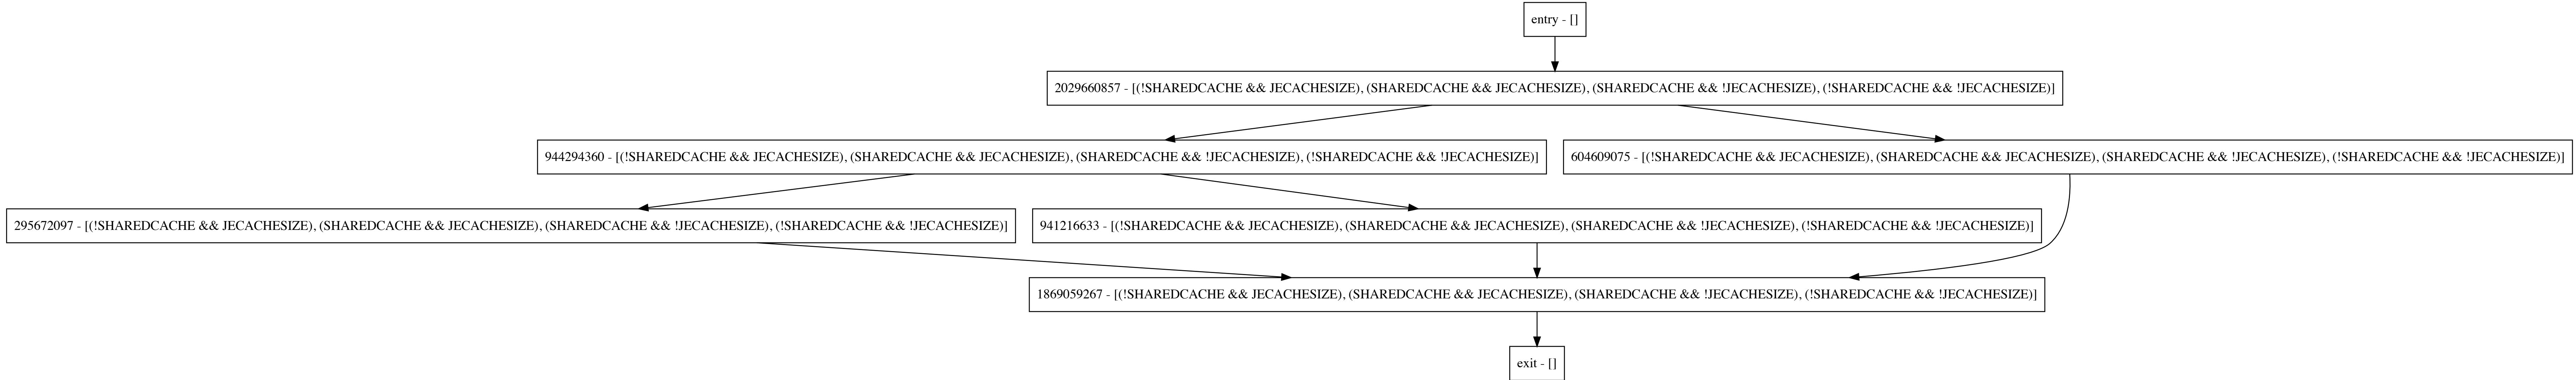 entry - []
2029660857 - [(!SHAREDCACHE && JECACHESIZE), (SHAREDCACHE && JECACHESIZE), (SHAREDCACHE && !JECACHESIZE), (!SHAREDCACHE && !JECACHESIZE)]
944294360 - [(!SHAREDCACHE && JECACHESIZE), (SHAREDCACHE && JECACHESIZE), (SHAREDCACHE && !JECACHESIZE), (!SHAREDCACHE && !JECACHESIZE)]
604609075 - [(!SHAREDCACHE && JECACHESIZE), (SHAREDCACHE && JECACHESIZE), (SHAREDCACHE && !JECACHESIZE), (!SHAREDCACHE && !JECACHESIZE)]
295672097 - [(!SHAREDCACHE && JECACHESIZE), (SHAREDCACHE && JECACHESIZE), (SHAREDCACHE && !JECACHESIZE), (!SHAREDCACHE && !JECACHESIZE)]
941216633 - [(!SHAREDCACHE && JECACHESIZE), (SHAREDCACHE && JECACHESIZE), (SHAREDCACHE && !JECACHESIZE), (!SHAREDCACHE && !JECACHESIZE)]
1869059267 - [(!SHAREDCACHE && JECACHESIZE), (SHAREDCACHE && JECACHESIZE), (SHAREDCACHE && !JECACHESIZE), (!SHAREDCACHE && !JECACHESIZE)]
exit - []